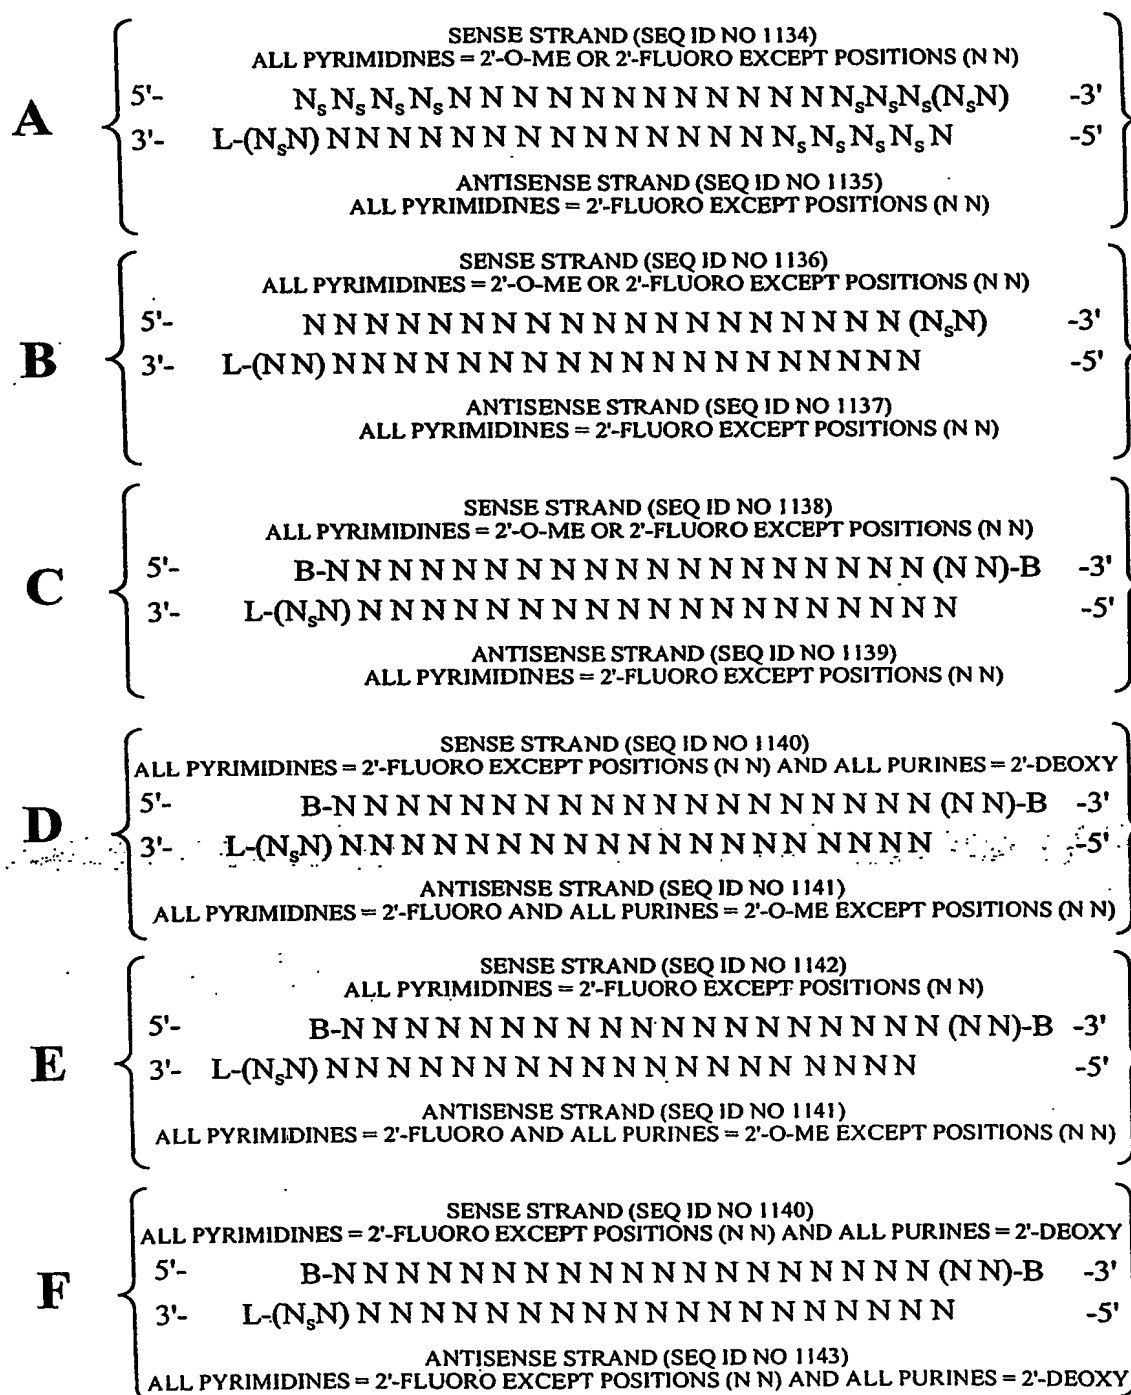 SENSE STRAND (SEQ ID NO 1134)
ALL PYRIMIDINES = 2'-O-ME OR 2'-FLUORO EXCEPT POSITIONS (N N)
A
5'- NₛNₛNₛNₛN N N N N N N N N N N N NₛNₛNₛ(NₛN) -3'
3'- L-(NₛN) N N N N N N N N N N N N N N NₛNₛNₛNₛN -5'
ANTISENSE STRAND (SEQ ID NO 1135)
ALL PYRIMIDINES = 2'-FLUORO EXCEPT POSITIONS (N N)
SENSE STRAND (SEQ ID NO 1136)
ALL PYRIMIDINES = 2'-O-ME OR 2'-FLUORO EXCEPT POSITIONS (N N)
B
5'- N N N N N N N N N N N N N N N N N N N (NₛN) -3'
3'- L-(N N) N N N N N N N N N N N N N N N N N N N -5'
ANTISENSE STRAND (SEQ ID NO 1137)
ALL PYRIMIDINES = 2'-FLUORO EXCEPT POSITIONS (N N)
SENSE STRAND (SEQ ID NO 1138)
ALL PYRIMIDINES = 2'-O-ME OR 2'-FLUORO EXCEPT POSITIONS (N N)
C
5'- B-N N N N N N N N N N N N N N N N N N N (N N)-B -3'
3'- L-(NₛN) N N N N N N N N N N N N N N N N N N N -5'
ANTISENSE STRAND (SEQ ID NO 1139)
ALL PYRIMIDINES = 2'-FLUORO EXCEPT POSITIONS (N N)
SENSE STRAND (SEQ ID NO 1140)
ALL PYRIMIDINES = 2'-FLUORO EXCEPT POSITIONS (N N) AND ALL PURINES = 2'-DEOXY
D
5'- B-N N N N N N N N N N N N N N N N N N N (N N)-B -3'
3'- L-(NₛN) N N N N N N N N N N N N N N N N N N N -5'
ANTISENSE STRAND (SEQ ID NO 1141)
ALL PYRIMIDINES = 2'-FLUORO AND ALL PURINES = 2'-O-ME EXCEPT POSITIONS (N N)
SENSE STRAND (SEQ ID NO 1142)
ALL PYRIMIDINES = 2'-FLUORO EXCEPT POSITIONS (N N)
E
5'- B-N N N N N N N N N N N N N N N N N N N (N N)-B -3'
3'- L-(NₛN) N N N N N N N N N N N N N N N N N N N -5'
ANTISENSE STRAND (SEQ ID NO 1141)
ALL PYRIMIDINES = 2'-FLUORO AND ALL PURINES = 2'-O-ME EXCEPT POSITIONS (N N)
SENSE STRAND (SEQ ID NO 1140)
ALL PYRIMIDINES = 2'-FLUORO EXCEPT POSITIONS (N N) AND ALL PURINES = 2'-DEOXY
F
5'- B-N N N N N N N N N N N N N N N N N N N (N N)-B -3'
3'- L-(NₛN) N N N N N N N N N N N N N N N N N N N -5'
ANTISENSE STRAND (SEQ ID NO 1143)
ALL PYRIMIDINES = 2'-FLUORO EXCEPT POSITIONS (N N) AND ALL PURINES = 2'-DEOXY